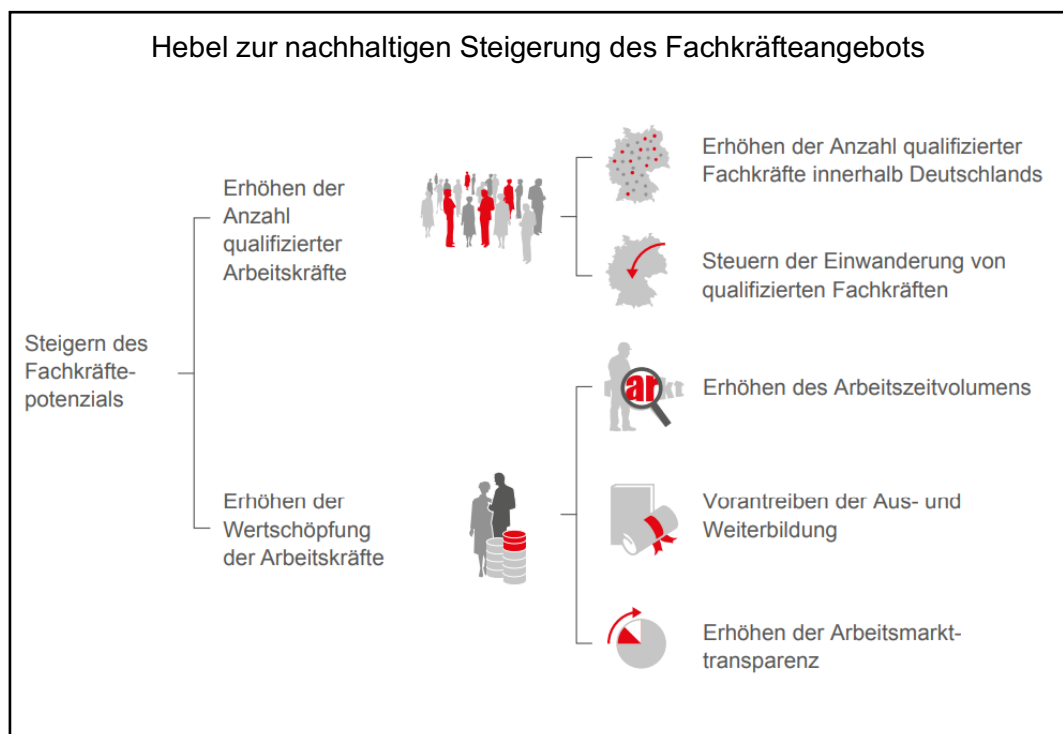 Hebel zur nachhaltigen Steigerung des Fachkräfteangebots
Steigern des
Fachkräfte-
potenzials
Erhöhen der
Anzahl
qualifizierter
Arbeitskräfte
Erhöhen der Anzahl qualifizierter
Fachkräfte innerhalb Deutschlands
Steuern der Einwanderung von
qualifizierten Fachkräften
Erhöhen der
Wertschöpfung
der Arbeitskräfte
ar
Erhöhen des Arbeitszeitvolumens
Vorantreiben der Aus- und
Weiterbildung
Erhöhen der Arbeitsmarkt-
transparenz